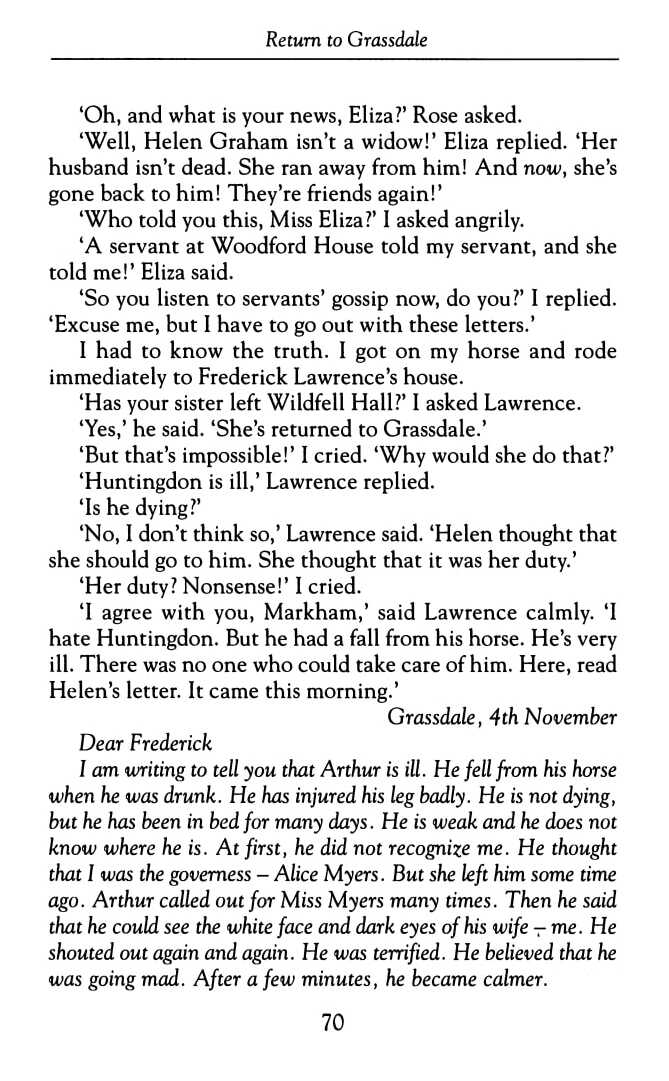 Return to Grassdale
‘Oh, and what is your news, Eliza?’ Rose asked.
‘Well, Helen Graham isn’t a widow!’ Eliza replied. ‘Her
husband isn’t dead. She ran away from him! And now, she’s
gone back to him! They’re friends again!’
‘Who told you this, Miss Eliza?’ I asked angrily.
‘A servant at Woodford House told my servant, and she
told me!’ Eliza said.
‘So you listen to servants’ gossip now, do you?’ I replied.
‘Excuse me, but I have to go out with these letters.’
I had to know the truth. I got on my horse and rode
immediately to Frederick Lawrence’s house.
‘Has your sister left Wildfell Hall?’ I asked Lawrence.
‘Yes,’ he said. ‘She’s returned to Grassdale.’
‘But that’s impossible!’ I cried. ‘Why would she do that?’
‘Huntingdon is ill,’ Lawrence replied.
‘Is he dying?’
‘No, I don’t think so,’ Lawrence said. ‘Helen thought that
she should go to him. She thought that it was her duty.’
‘Her duty? Nonsense!’ I cried.
‘I agree with you, Markham,’ said Lawrence calmly. ‘I
hate Huntingdon. But he had a fall from his horse. He’s very
ill. There was no one who could take care of him. Here, read
Helen’s letter. It came this morning.’
Grassdale, 4th November
Dear Frederick
I am writing to tell you that Arthur is ill. He fell from his horse
when he was drunk. He has injured his leg badly. He is not dying,
but he has been in bed for many days. He is weak and he does not
know where he is. At first, he did not recognize me. He thought
that I was the governess – Alice Myers. But she left him some time
ago. Arthur called out for Miss Myers many times. Then he said
that he could see the white face and dark eyes of his wife – me. He
shouted out again and again. He was terrified. He believed that he
was going mad. After a few minutes, he became calmer.
70